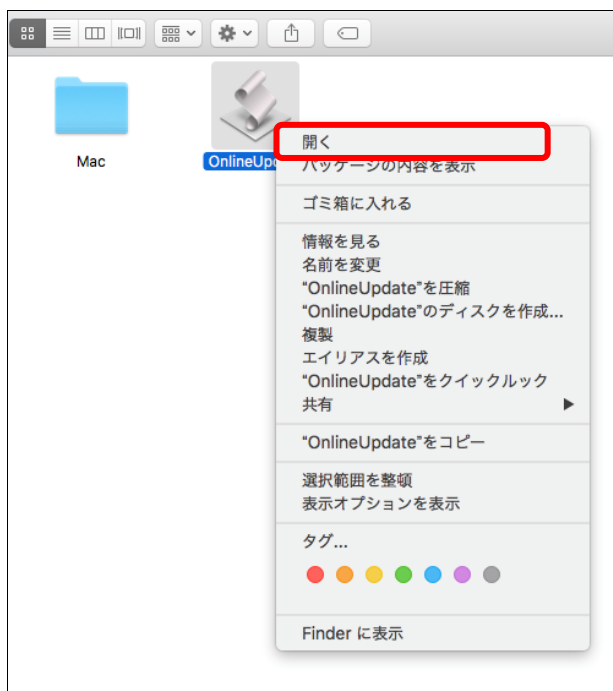 Mac
OnlineUp
開く
パッケージの内容を表示
ゴミ箱に入れる
情報を見る
名前を変更
“OnlineUpdate”を圧縮
“OnlineUpdate”のディスクを作成...
複製
エイリアスを作成
“OnlineUpdate”をクイックルック
共有
“OnlineUpdate”をコピー
選択範囲を整頓
表示オプションを表示
タグ...
Finder に表示